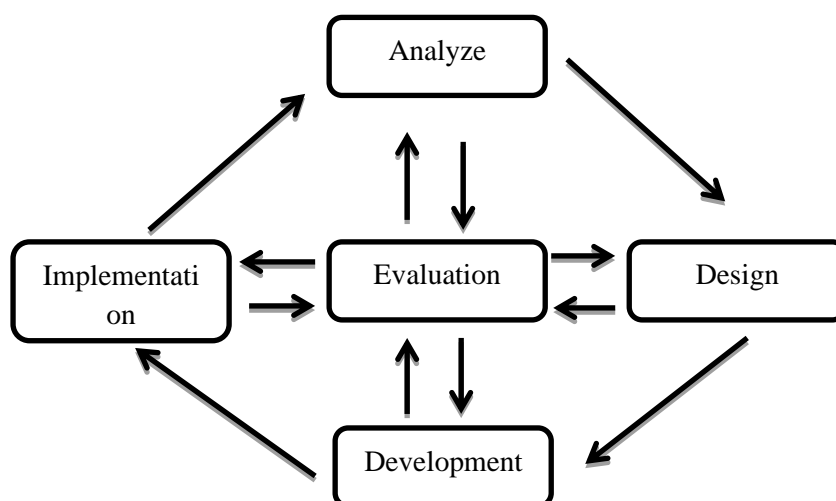 Analyze
Implementati
on
Evaluation
Design
Development